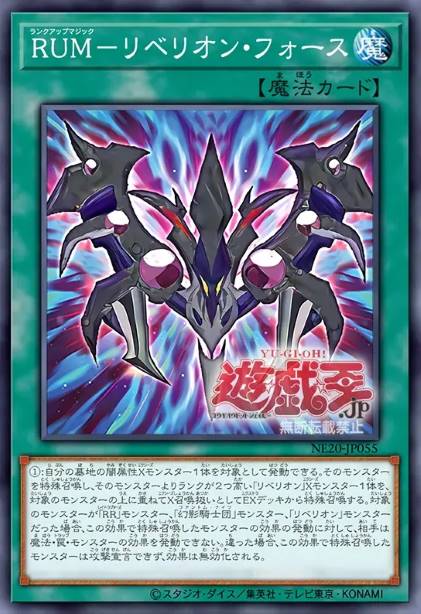 ランクアップマジック
RUM－リベリオン・フォース
魔
まほう
【魔法カード】
YU-GI-OH!
遊戯王
.jp
無断転載禁止
NE20-JP055
①：自分の墓地の闇属性Xモンスター1体を対象として発動できる。そのモンスター
を特殊召喚し、そのモンスターよりランクが2つ高い、「リベリオン」Xモンスター1体を、
対象のモンスターの上に重ねてX召喚扱いとしてEXデッキから特殊召喚する。対象
のモンスターが「RR」モンスター、「幻影騎士団」モンスター、「リベリオン」モンスター
だった場合、この効果で特殊召喚したモンスターの効果の発動に対して、相手は
魔法・罠・モンスターの効果を発動できない。違った場合、この効果で特殊召喚した
モンスターは攻撃宣言できず、効果は無効化される。
©スタジオ・ダイス／集英社・テレビ東京・KONAMI